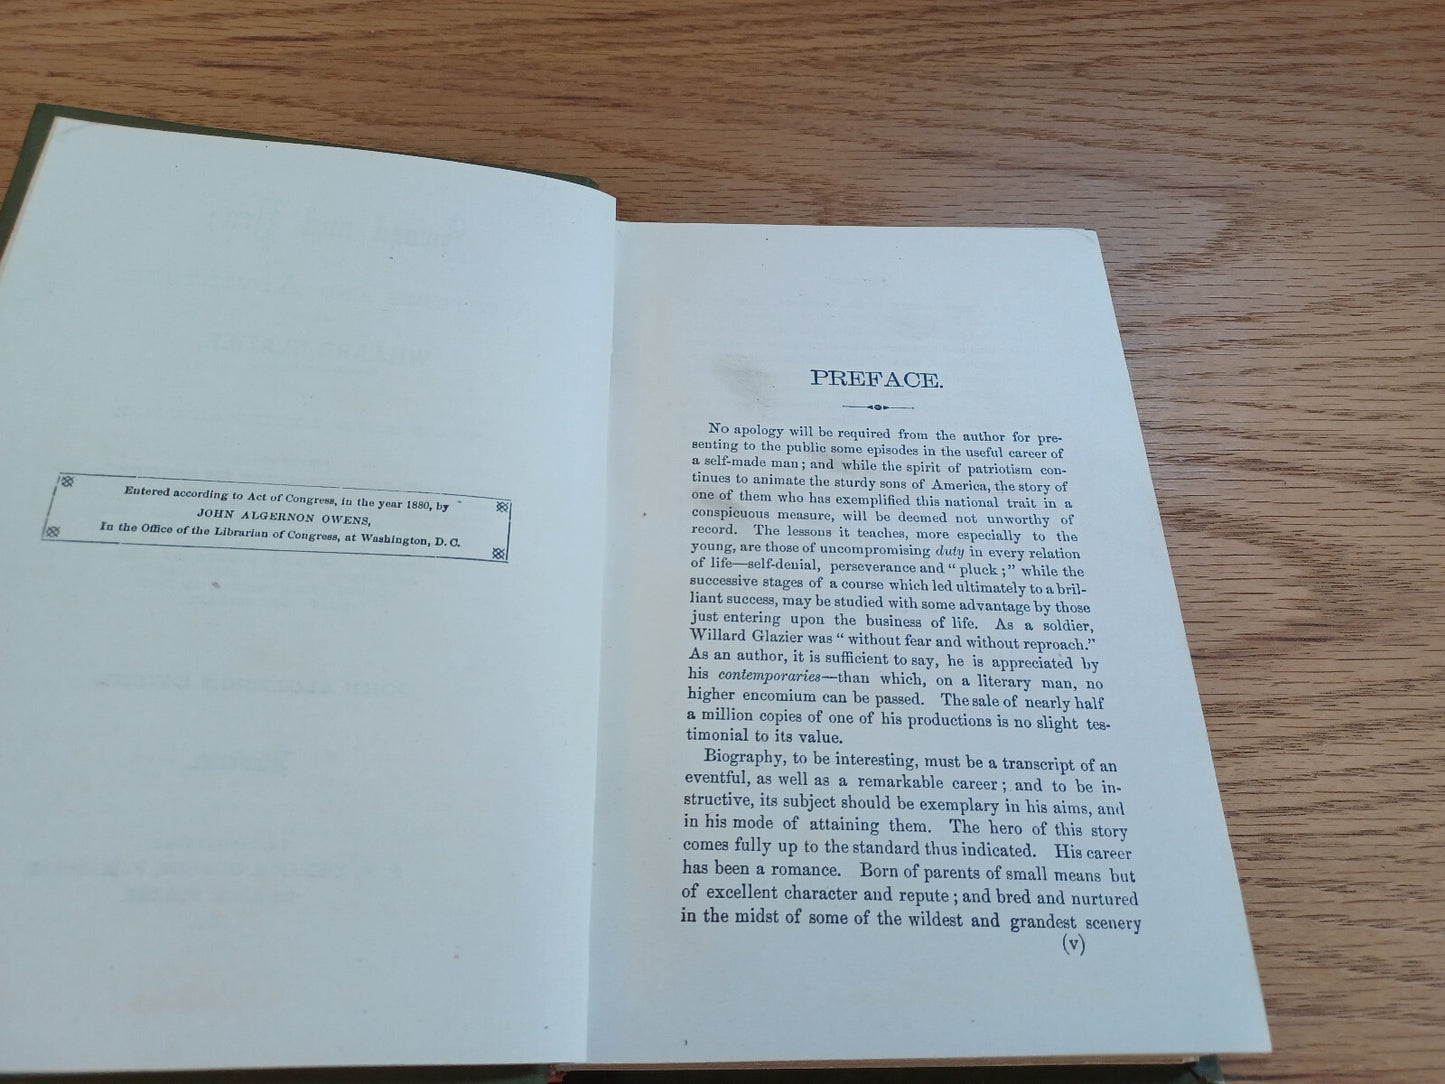 Entered according to Act of Congress, in the year 1880, by
JOHN ALGERNON OWENS,
In the Office of the Librarian of Congress, at Washington, D. C.
PREFACE.
No apology will be required from the author for pre-
senting to the public some episodes in the useful career of
a self-made man; and while the spirit of patriotism con-
tinues to animate the sturdy sons of America, the story of
one of them who has exemplified this national trait in a
conspicuous measure, will be deemed not unworthy of
record. The lessons it teaches, more especially to the
young, are those of uncompromising duty in every relation
of life—self-denial, perseverance and "pluck;" while the
successive stages of a course which led ultimately to a bril-
liant success, may be studied with some advantage by those
just entering upon the business of life. As a soldier,
Willard Glazier was "without fear and without reproach."
As an author, it is sufficient to say, he is appreciated by
his contemporaries—than which, on a literary man, no
higher encomium can be passed. The sale of nearly half
a million copies of one of his productions is no slight tes-
timonial to its value.
Biography, to be interesting, must be a transcript of an
eventful, as well as a remarkable career; and to be in-
structive, its subject should be exemplary in his aims, and
in his mode of attaining them. The hero of this story
comes fully up to the standard thus indicated. His career
has been a romance. Born of parents of small means but
of excellent character and repute; and bred and nurtured
in the midst of some of the wildest and grandest scenery
(v)